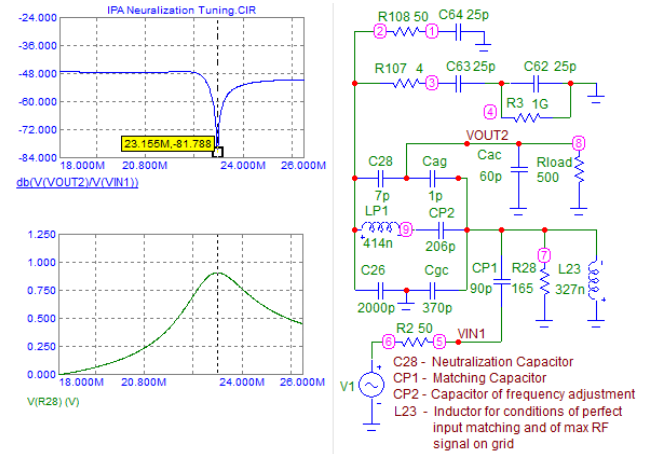 IPA Neuralization Tuning.CIR
-24.000
-36.000
-48.000
-60.000
-72.000
-84.000
23.155M,-81.788
18.000M 20.800M 24.000M 26.000M
db(V(VOUT2)/V(VIN1))
1.250
1.000
0.750
0.500
0.250
0.000
18.000M 20.800M 24.000M 26.000M
V(R28) (V)
R108 50 C64 25p
2 1
R107 4 C63 25p C62 25p
3
4 R3 1G
VOUT2
8
C28 Cag Cac Rload
7p 1p 60p 500
LP1 CP2
9
414n 206p
7
C26 Cgc CP1 R28 L23
2000p 370p 90p 165 327n
R2 50 VIN1
6 5
V1
C28 - Neutralization Capacitor
CP1 - Matching Capacitor
CP2 - Capacitor of frequency adjustment
L23 - Inductor for conditions of perfect
input matching and of max RF
signal on grid